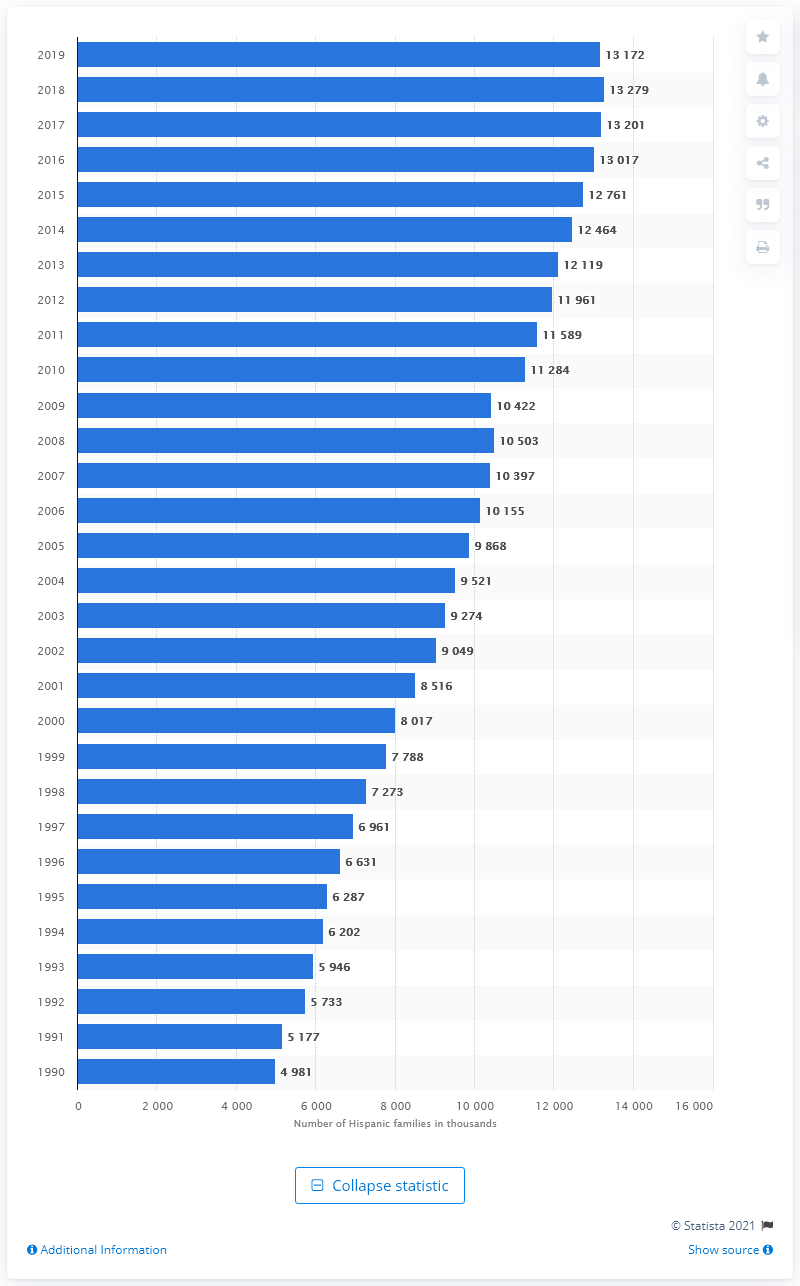 2019 13 172
2018 13 279
2017 13 201
2016 13 017
2015 12 761
2014 12 464
2013 12 119
2012 11 961
2011 11 589
2010 11 284
2009 10 422
2008 10 503
2007 10 397
2006 10 155
2005 9 868
2004 9 521
2003 9 274
2002 9 049
2001 8 516
2000 8 017
1999 7 788
1998 7 273
1997 6 961
1996 6 631
1995 6 287
1994 6 202
1993 5 946
1992 5 733
1991 5 177
1990 4 981
0 2 000 4 000 6 000 8 000 10 000 12 000 14 000 16 000
Number of Hispanic families in thousands
Collapse statistic
© Statista 2021
Additional Information Show source